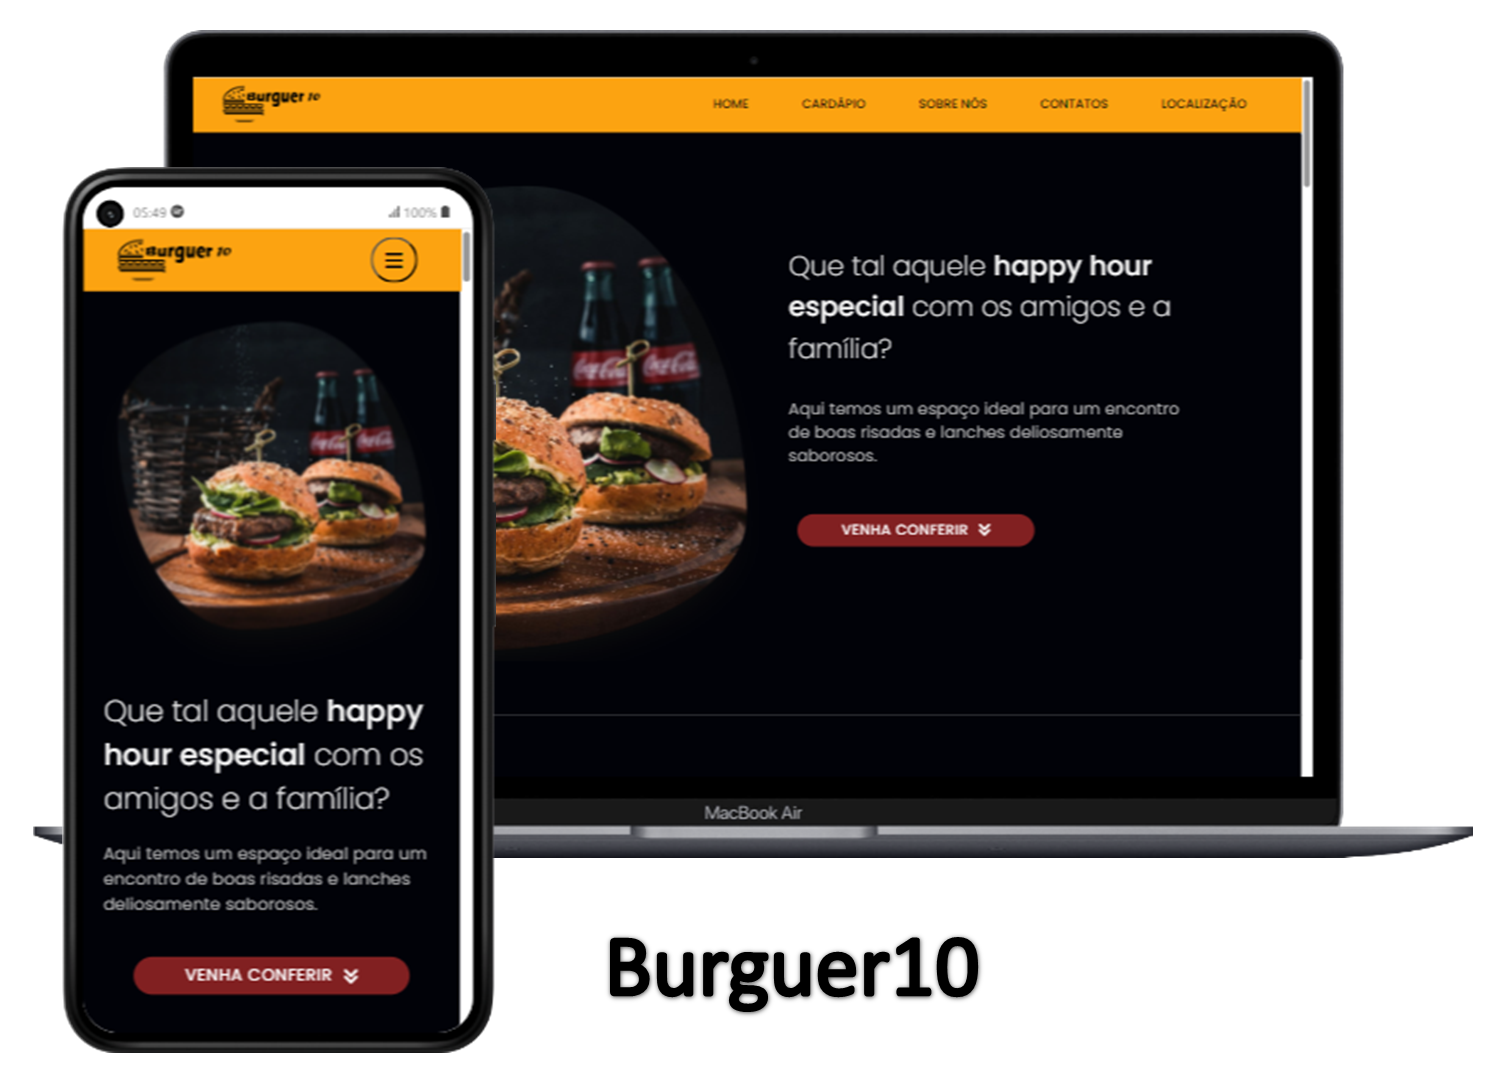 Burguer 10
HOME CARDÁPIO SOBRE NÓS CONTATOS LOCALIZAÇÃO
Que tal aquele happy hour
especial com os amigos e a
família?
Aqui temos um espaço ideal para um encontro
de boas risadas e lanches deliosamente
saborosos.
VENHA CONFERIR
Coca-Cola
MacBook Air
05:49 100%
Burguer 10
Que tal aquele happy
hour especial com os
amigos e a família?
Aqui temos um espaço ideal para um
encontro de boas risadas e lanches
deliosamente saborosos.
VENHA CONFERIR
Burguer10